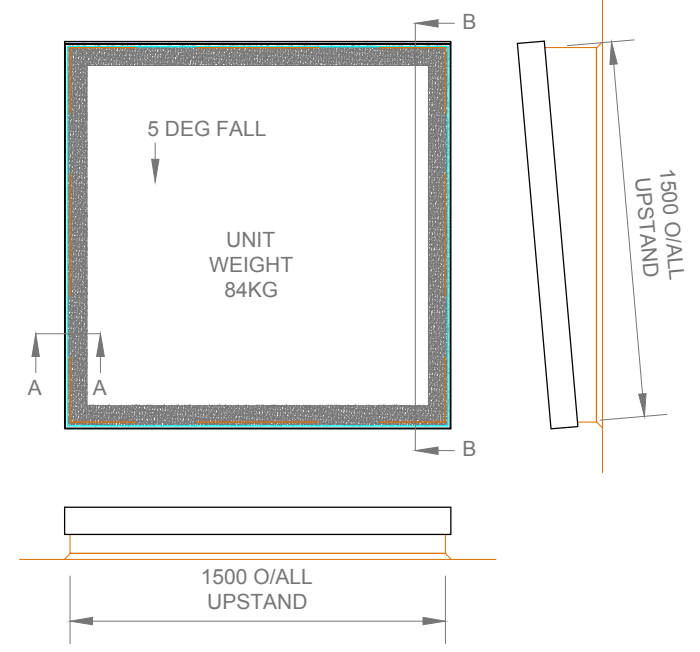 B
5 DEG FALL
UNIT
WEIGHT
84KG
A
A
B
1500 O/ALL
UPSTAND
1500 O/ALL
UPSTAND